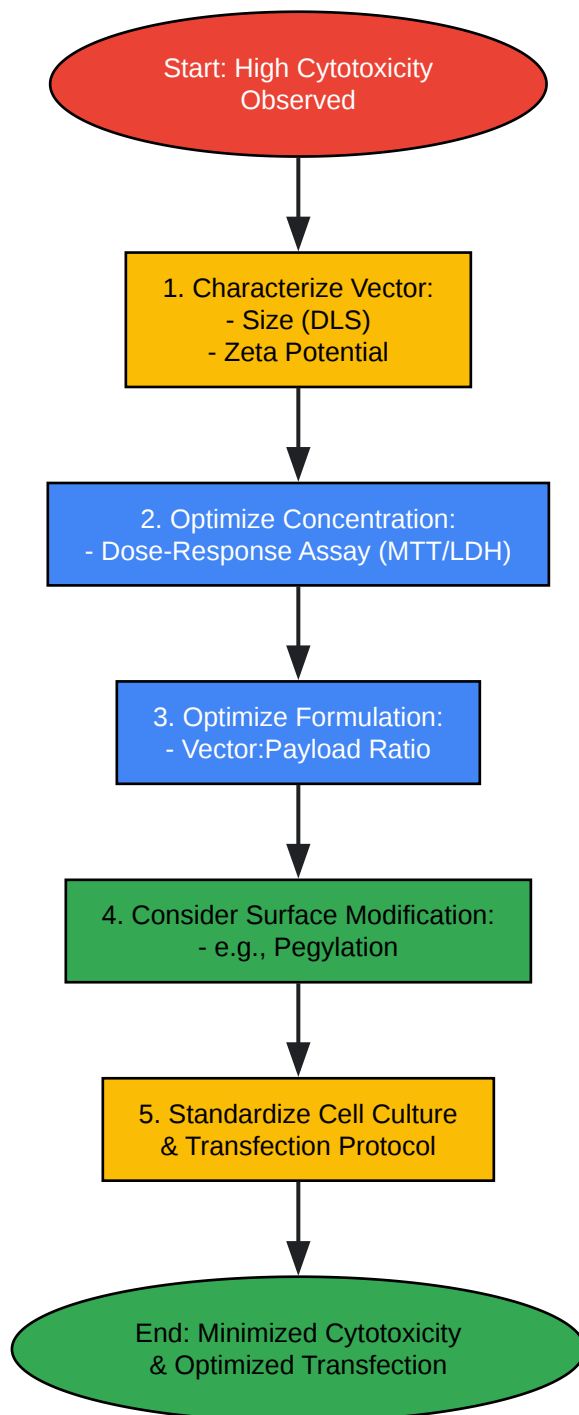 Start: High Cytotoxicity
Observed
1. Characterize Vector:
- Size (DLS)
- Zeta Potential
2. Optimize Concentration:
- Dose-Response Assay (MTT/LDH)
3. Optimize Formulation:
- Vector:Payload Ratio
4. Consider Surface Modification:
- e.g., Pegylation
5. Standardize Cell Culture
& Transfection Protocol
End: Minimized Cytotoxicity
& Optimized Transfection